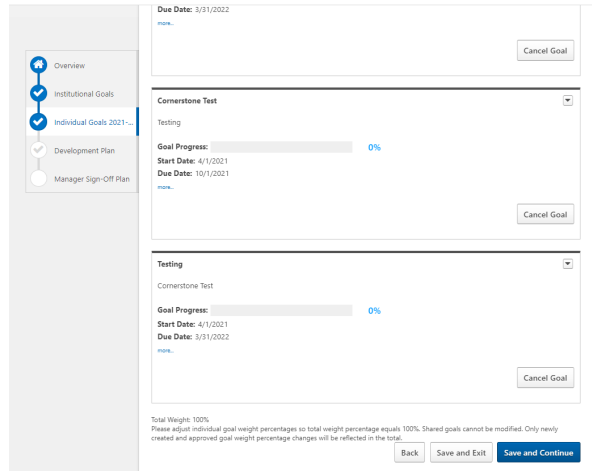 Due Date: 3/31/2022
more...
Cancel Goal
Overview
Institutional Goals
Individual Goals 2021-...
Development Plan
Manager Sign-Off Plan
Cornerstone Test
Testing
Goal Progress: 0%
Start Date: 4/1/2021
Due Date: 10/1/2021
more...
Cancel Goal
Testing
Cornerstone Test
Goal Progress: 0%
Start Date: 4/1/2021
Due Date: 3/31/2022
more...
Cancel Goal
Total Weight: 100%
Please adjust individual goal weight percentages so total weight percentage equals 100%. Shared goals cannot be modified. Only newly
created and approved goal weight percentage changes will be reflected in the total.
Back Save and Exit Save and Continue